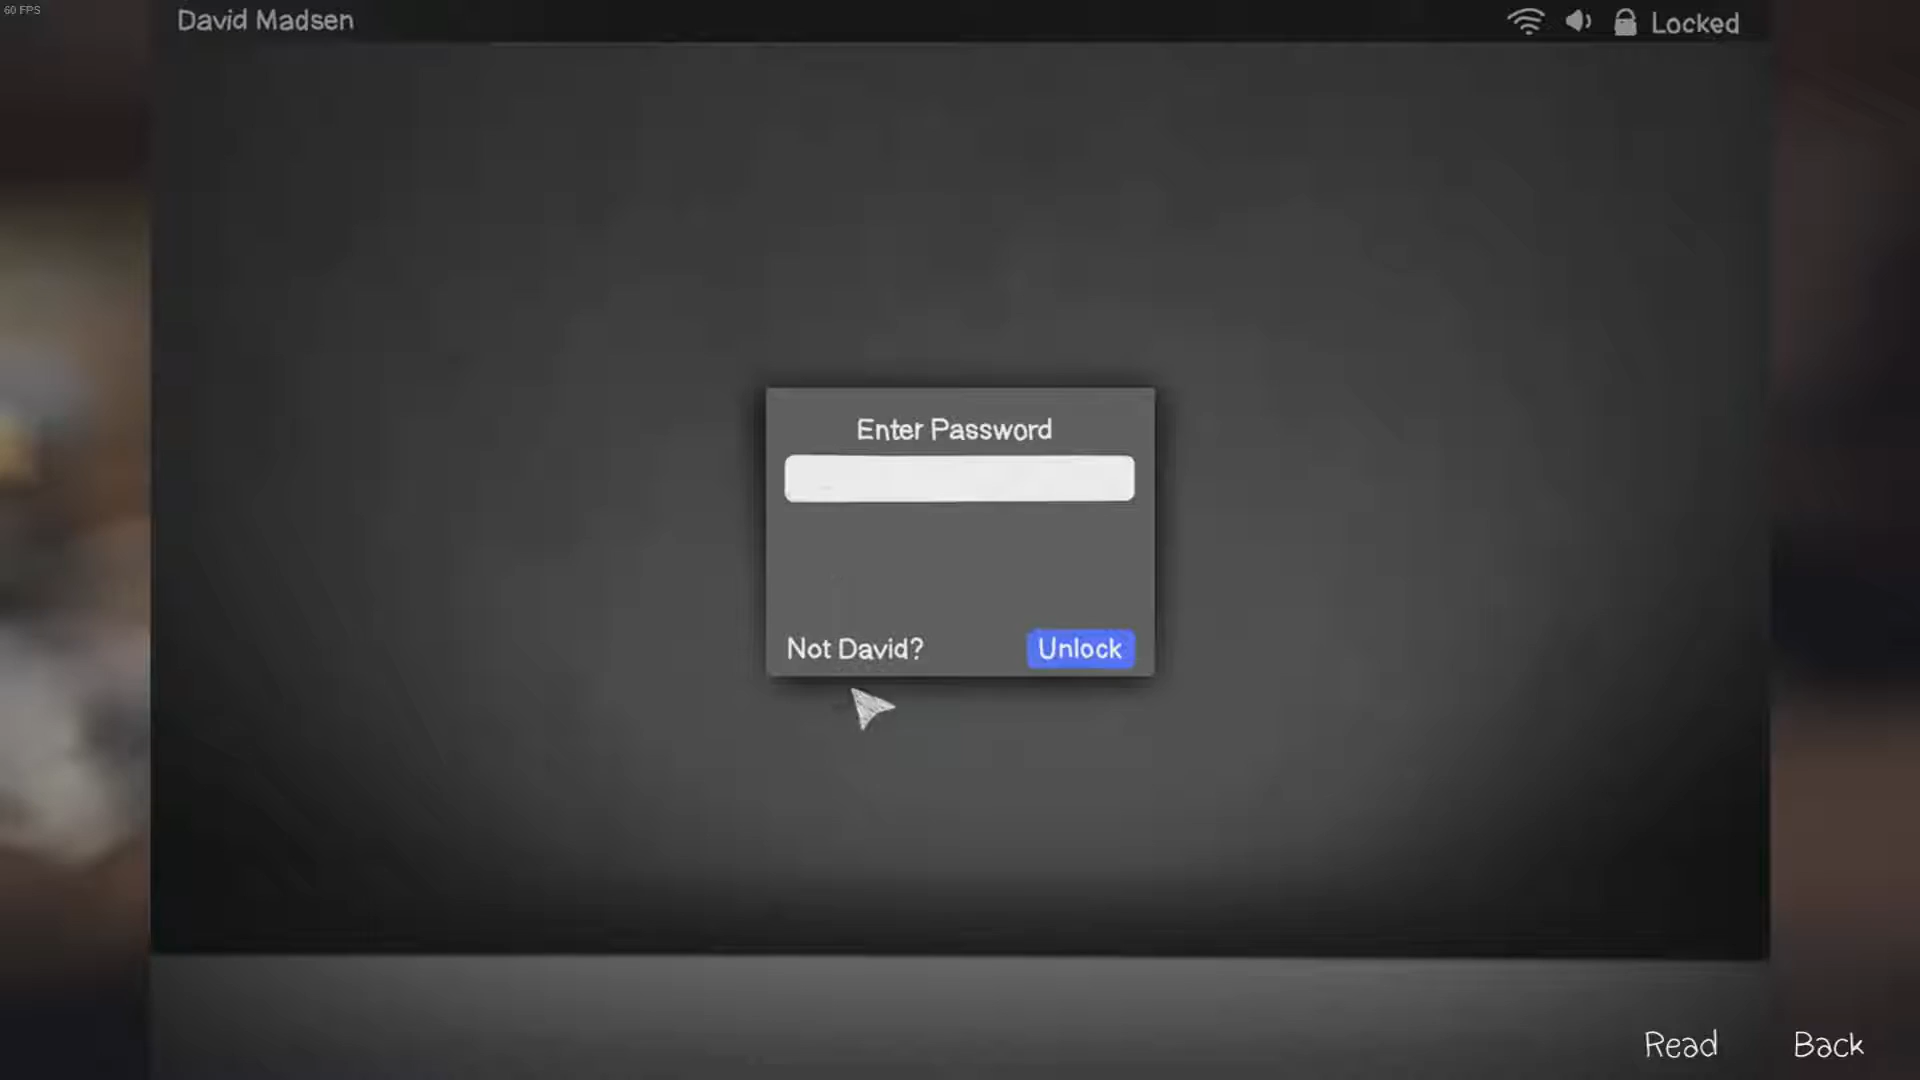 60 FPS
David Madsen
Locked
Enter Password
Not David?
Unlock
Read
Back